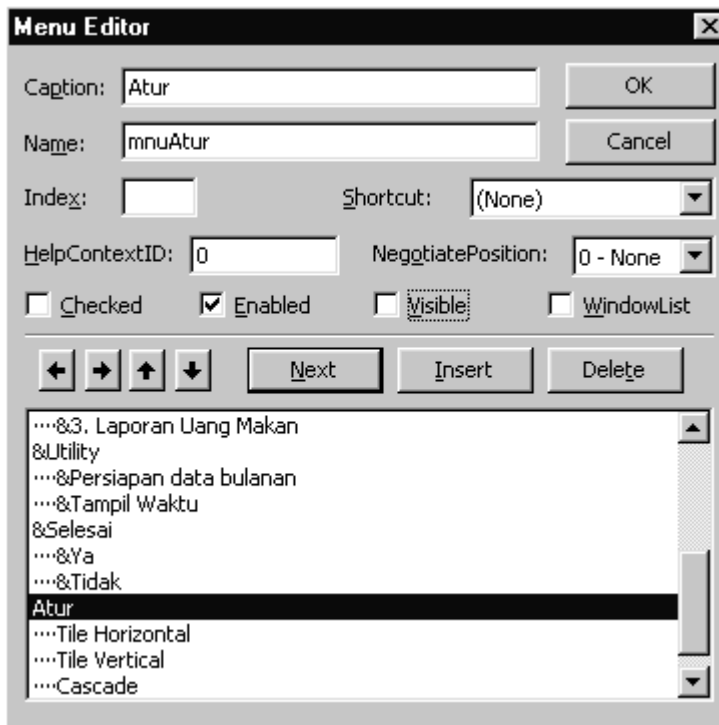 Menu Editor
Caption: Atur OK
Name: mnuAtur Cancel
Index: Shortcut: (None)
HelpContextID: 0 NegotiatePosition: 0 - None
Checked Enabled Visible WindowList
Next Insert Delete
····&3. Laporan Uang Makan
&Utility
····&Persiapan data bulanan
····&Tampil Waktu
&Selesai
····&Ya
····&Tidak
Atur
····Tile Horizontal
····Tile Vertical
····Cascade